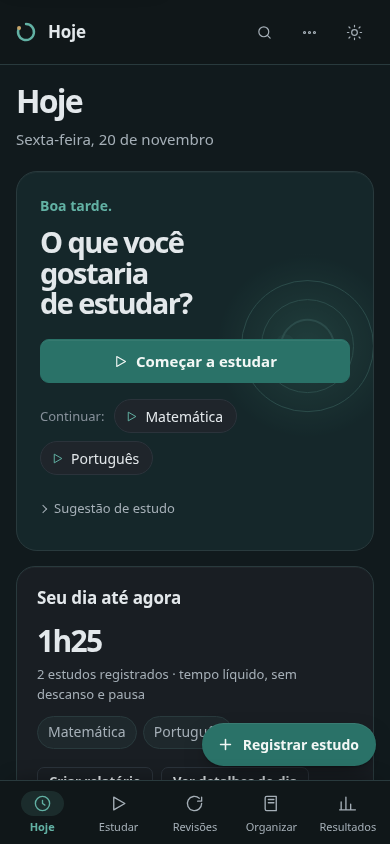 Hoje
Hoje
Sexta-feira, 20 de novembro
Boa tarde.
O que você
gostaria
de estudar?
Começar a estudar
Continuar: Matemática
Português
Sugestão de estudo
Seu dia até agora
1h25
2 estudos registrados · tempo líquido, sem
descanso e pausa
Matemática
Registrar estudo
Hoje Estudar Revisões Organizar Resultados